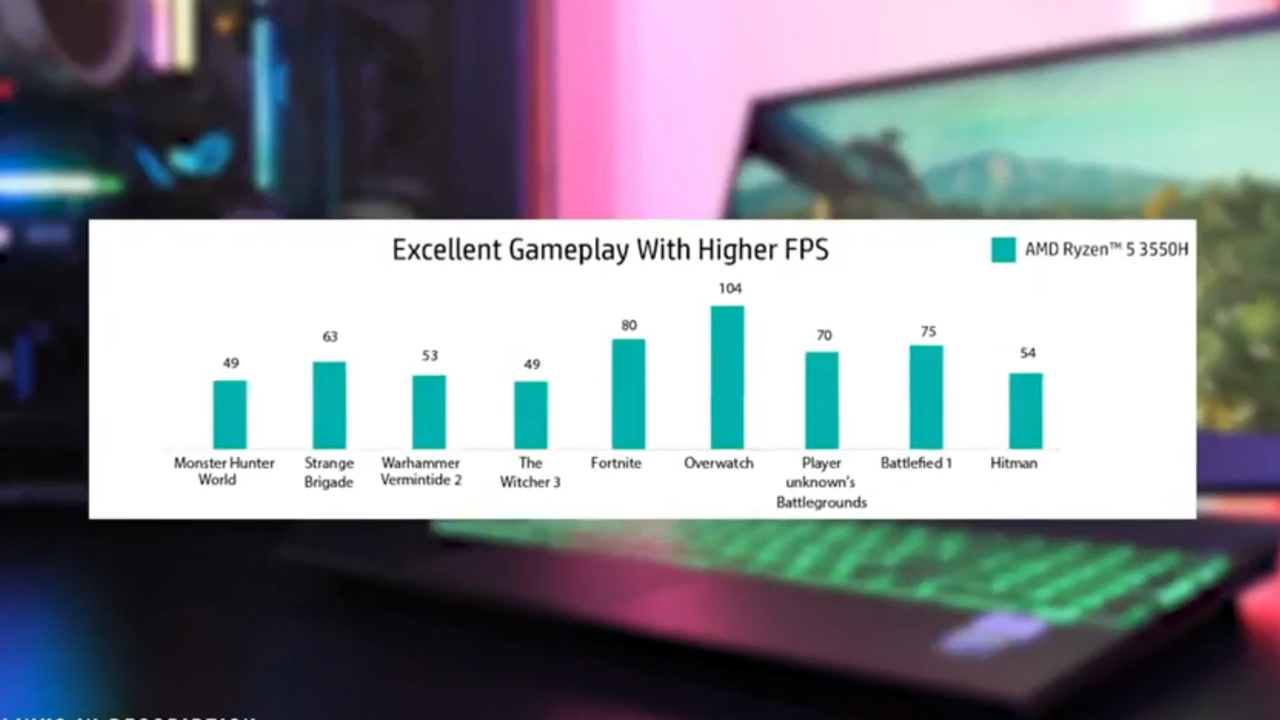 Excellent Gameplay With Higher FPS
AMD Ryzen™ 5 3550H
104
80
75
70
63
54
53
49
49
Monster Hunter
World
Strange
Brigade
Warhammer
Vermintide 2
The
Witcher 3
Fortnite
Overwatch
Player
unknown's
Battlegrounds
Battlefied 1
Hitman